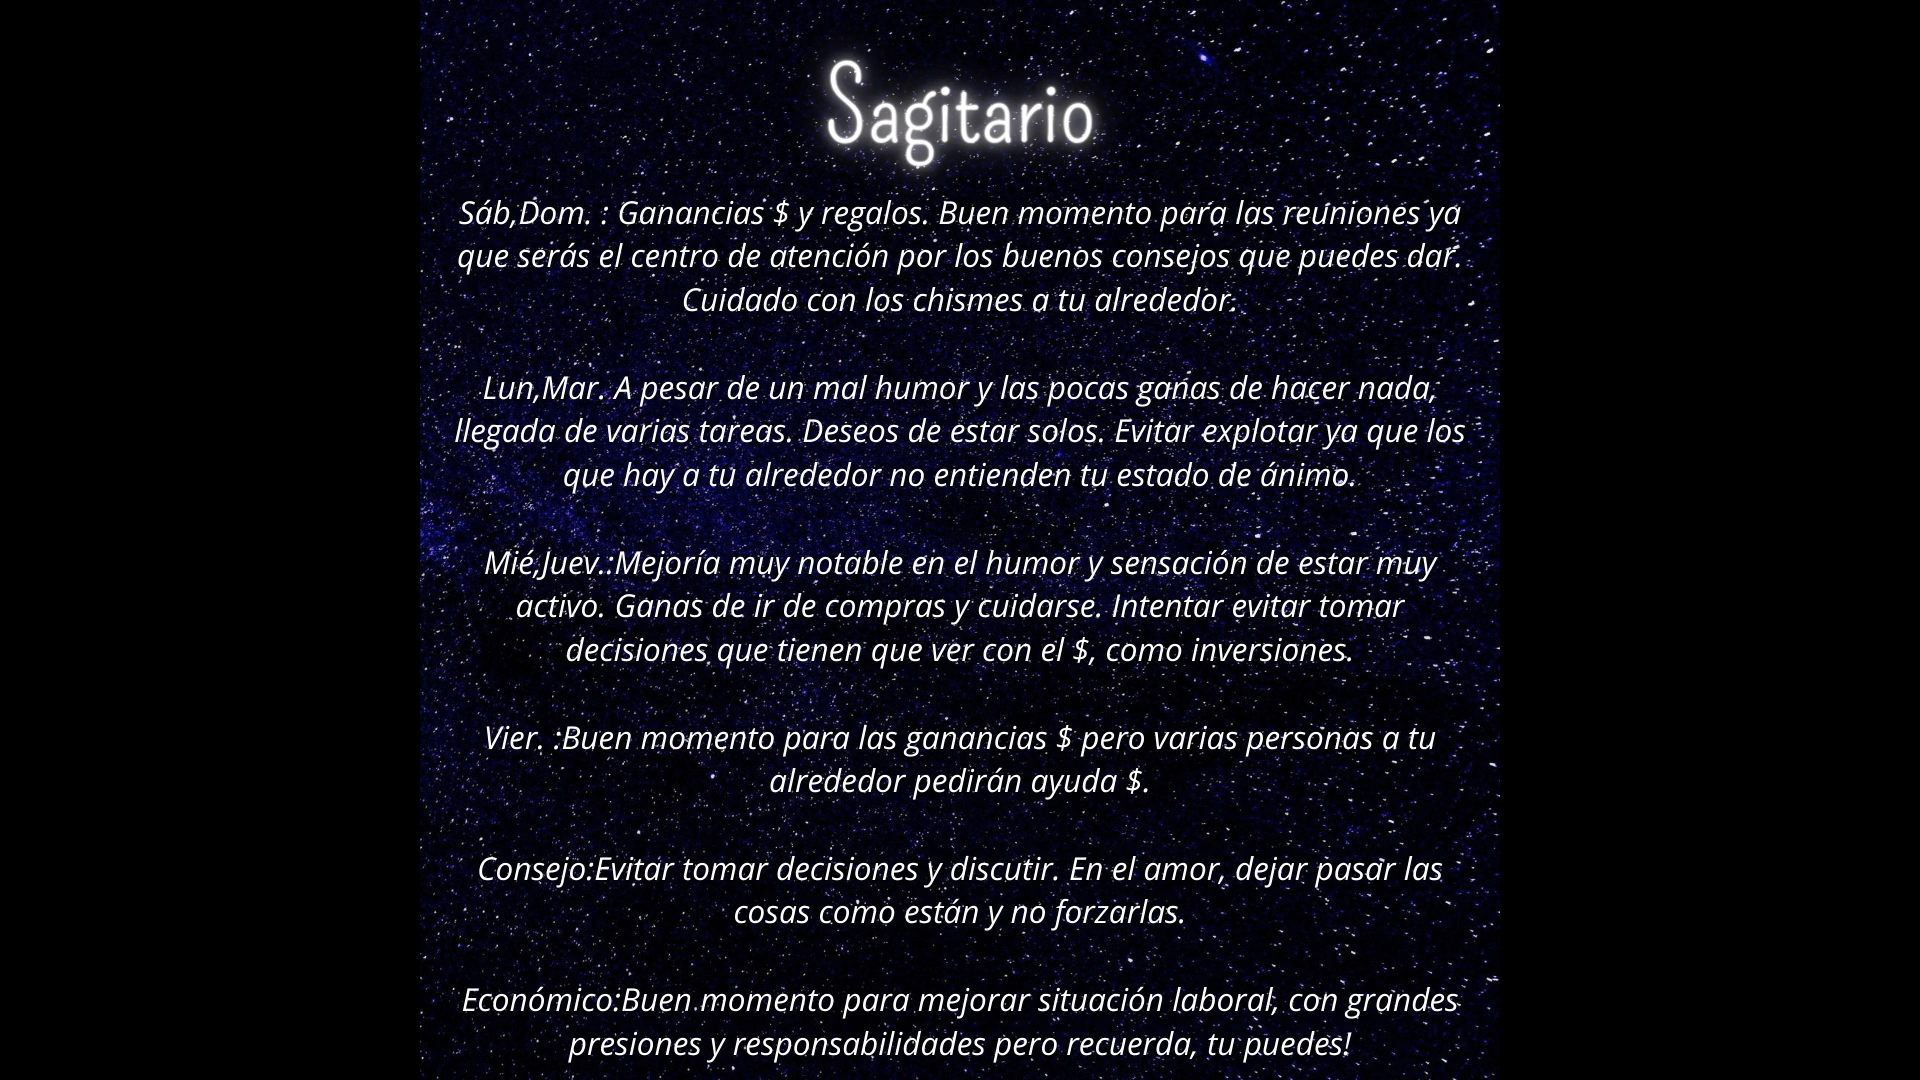 Sagitario
Sáb,Dom. : Ganancias $ y regalos. Buen momento para las reuniones ya
que serás el centro de atención por los buenos consejos que puedes dar.
Cuidado con los chismes a tu alrededor.
Lun,Mar. A pesar de un mal humor y las pocas ganas de hacer nada,
llegada de varias tareas. Deseos de estar solos. Evitar explotar ya que los
que hay a tu alrededor no entienden tu estado de ánimo.
Mié,Juev.:Mejoría muy notable en el humor y sensación de estar muy
activo. Ganas de ir de compras y cuidarse. Intentar evitar tomar
decisiones que tienen que ver con el $, como inversiones.
Vier. :Buen momento para las ganancias $ pero varias personas a tu
alrededor pedirán ayuda $.
Consejo:Evitar tomar decisiones y discutir. En el amor, dejar pasar las
cosas como están y no forzarlas.
Económico:Buen momento para mejorar situación laboral, con grandes
presiones y responsabilidades pero recuerda, tu puedes!